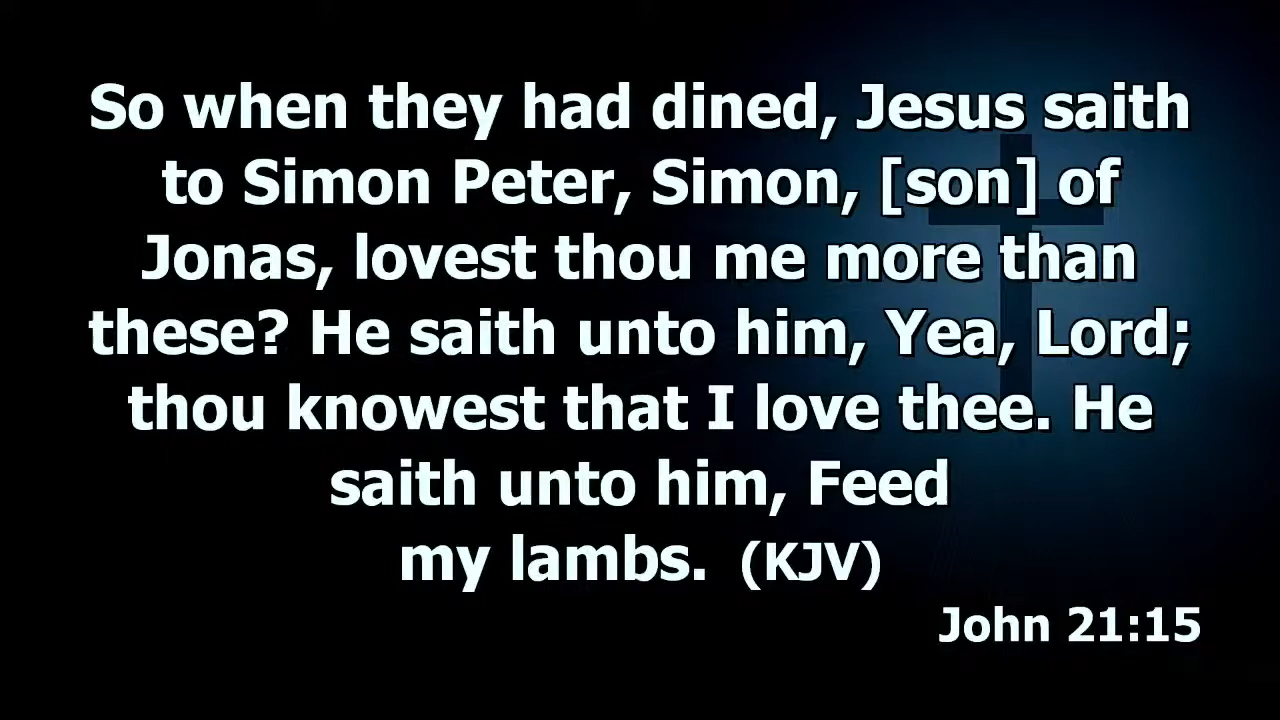 So when they had dined, Jesus saith
to Simon Peter, Simon, [son] of
Jonas, lovest thou me more than
these? He saith unto him, Yea, Lord;
thou knowest that I love thee. He
saith unto him, Feed
my lambs. (KJV)
John 21:15